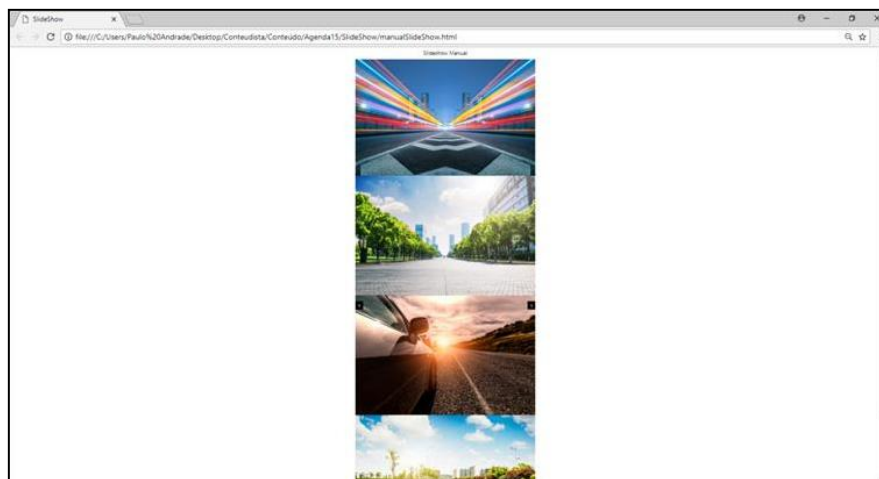 SlideShow
file:///C:/Users/Paulo%20Andrade/Desktop/Conteudista/Conteúdo/Agenda15/SlideShow/manualSlideShow.html
Slideshow Manual